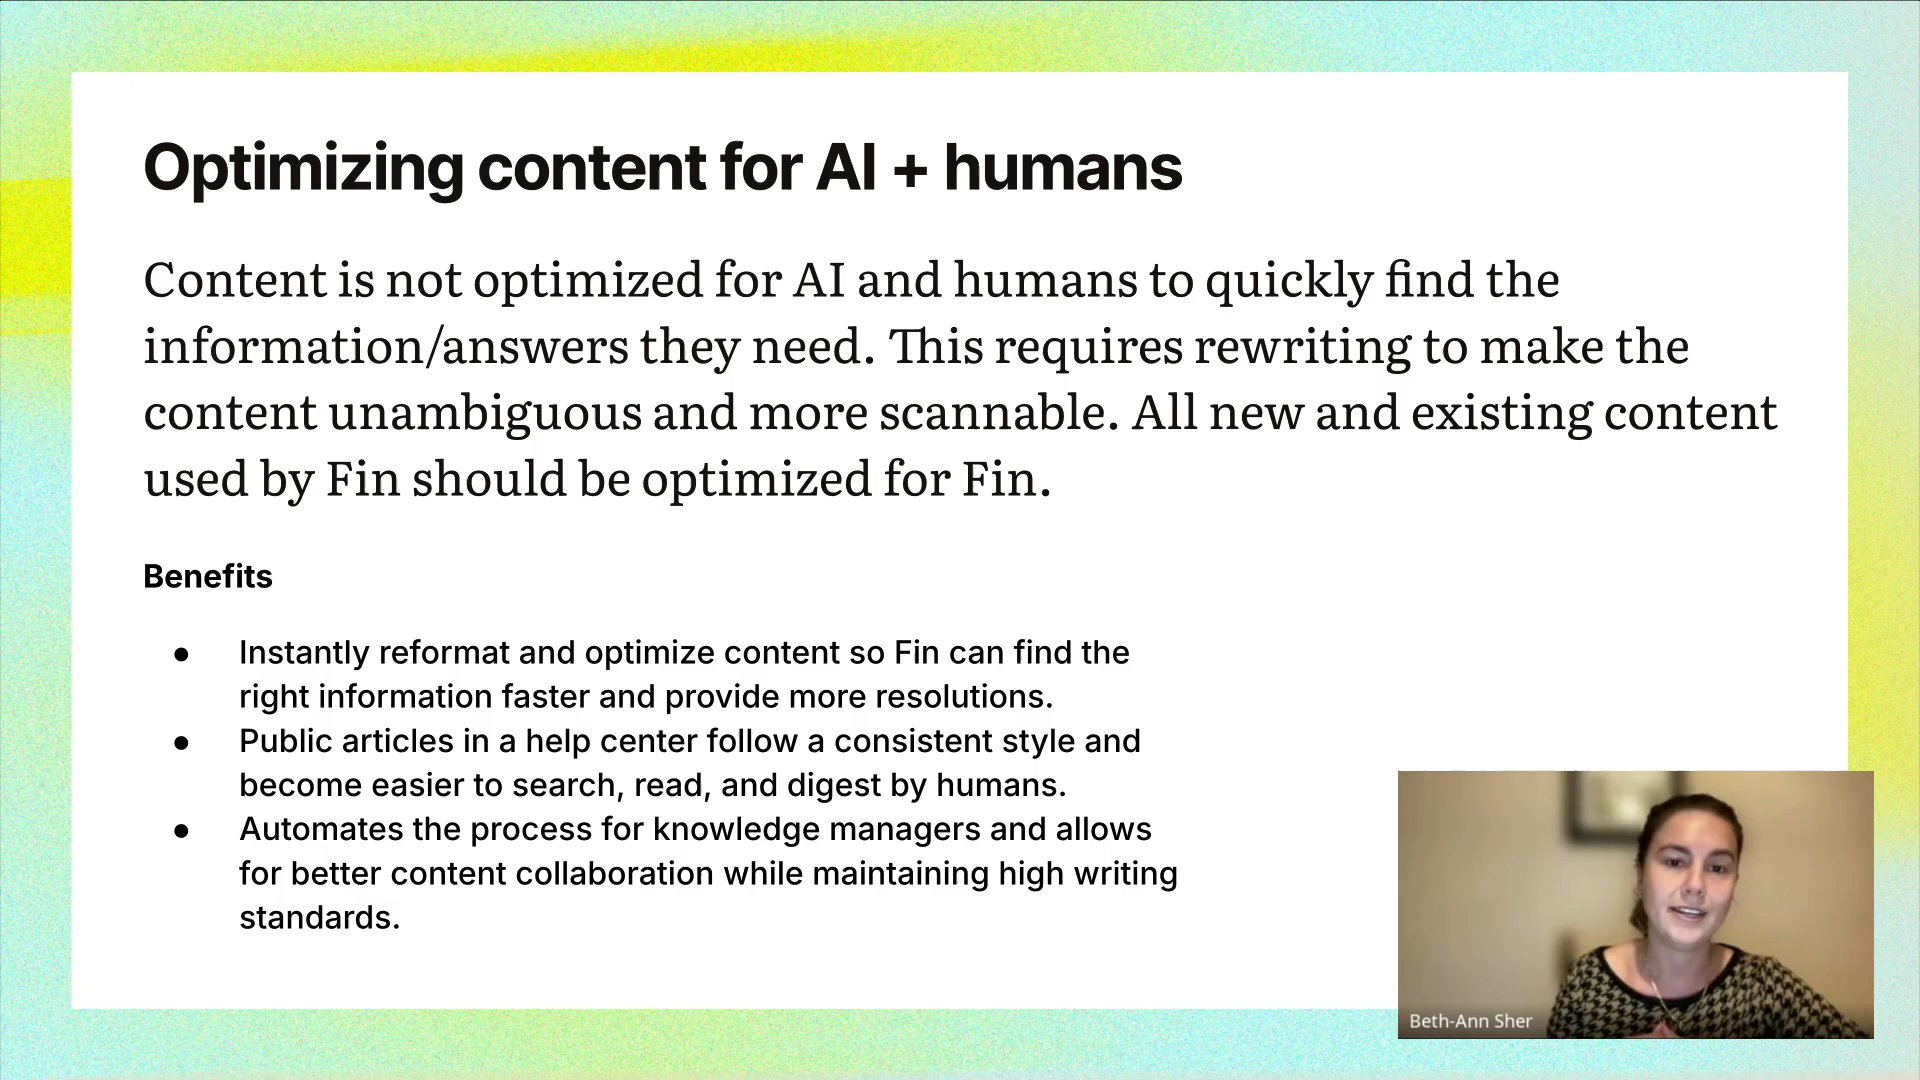 Optimizing content for AI + humans
Content is not optimized for AI and humans to quickly find the
information/answers they need. This requires rewriting to make the
content unambiguous and more scannable. All new and existing content
used by Fin should be optimized for Fin.
Benefits
● Instantly reformat and optimize content so Fin can find the
right information faster and provide more resolutions.
● Public articles in a help center follow a consistent style and
become easier to search, read, and digest by humans.
● Automates the process for knowledge managers and allows
for better content collaboration while maintaining high writing
standards.
Beth-Ann Sher